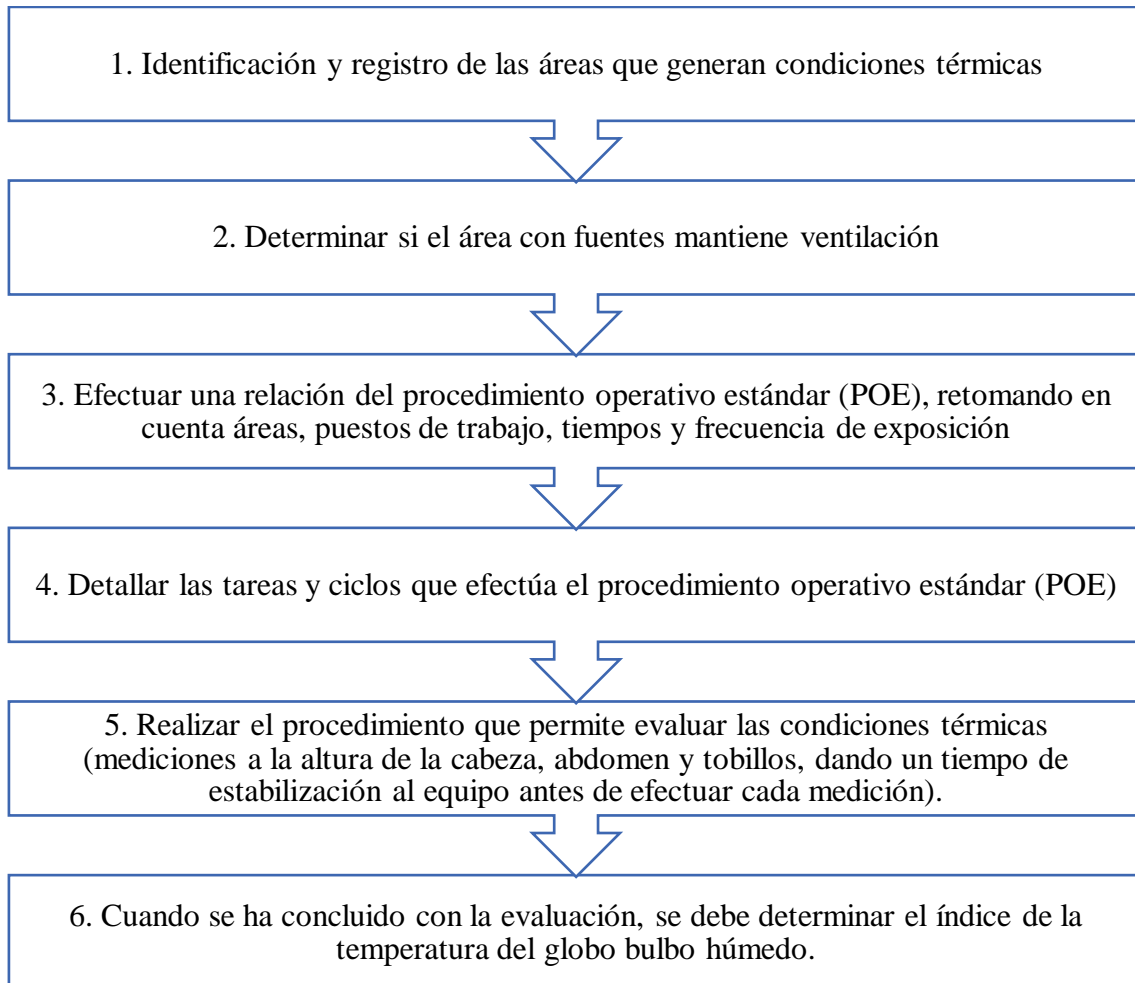 1. Identificación y registro de las áreas que generan condiciones térmicas
2. Determinar si el área con fuentes mantiene ventilación
3. Efectuar una relación del procedimiento operativo estándar (POE), retomando en
cuenta áreas, puestos de trabajo, tiempos y frecuencia de exposición
4. Detallar las tareas y ciclos que efectúa el procedimiento operativo estándar (POE)
5. Realizar el procedimiento que permite evaluar las condiciones térmicas
(mediciones a la altura de la cabeza, abdomen y tobillos, dando un tiempo de
estabilización al equipo antes de efectuar cada medición).
6. Cuando se ha concluido con la evaluación, se debe determinar el índice de la
temperatura del globo bulbo húmedo.